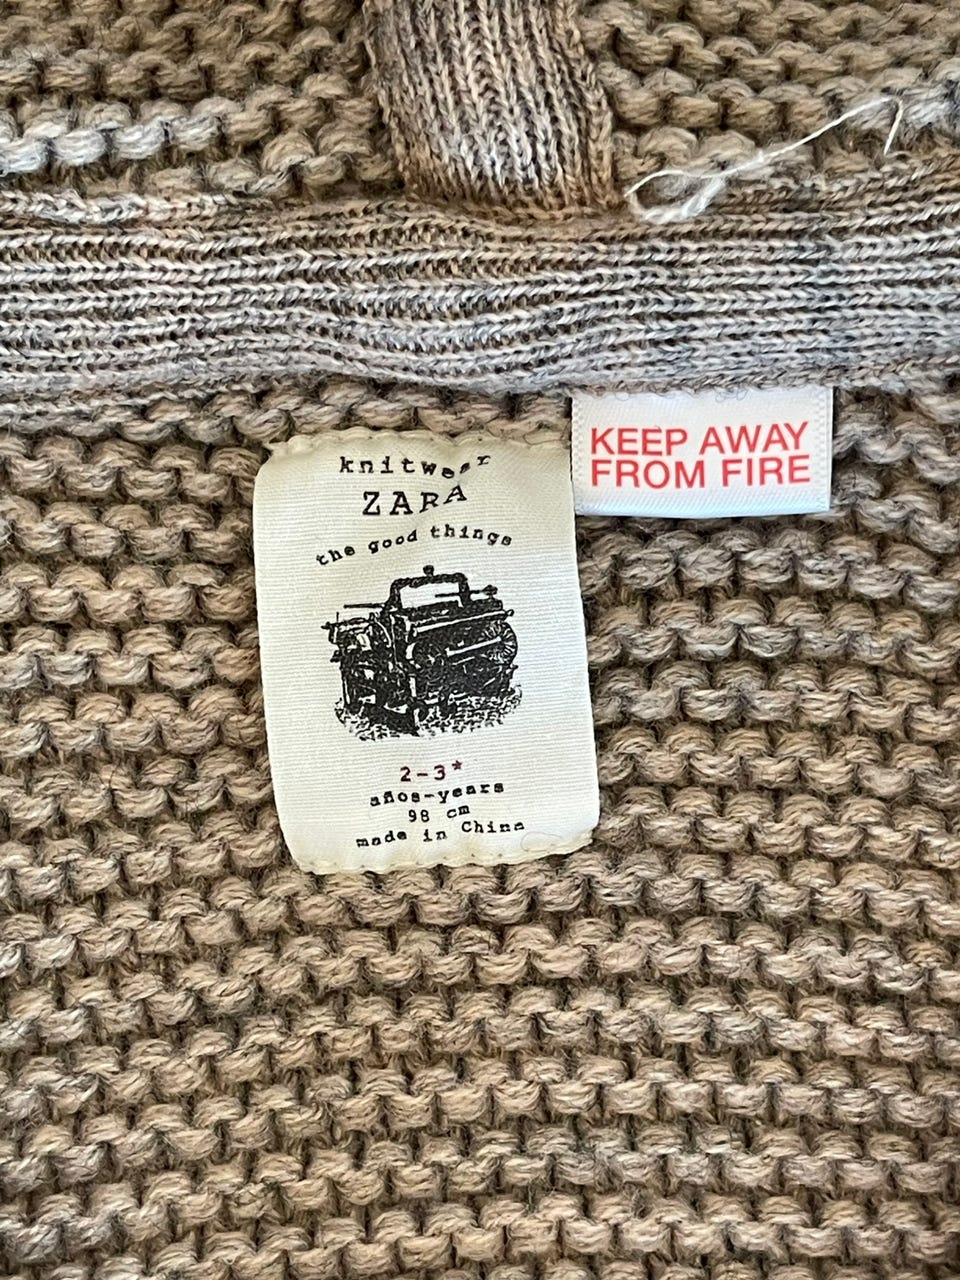 knitwear
ZARA
the good things
2-3*
años-years
98 cm
made in China
KEEP AWAY
FROM FIRE